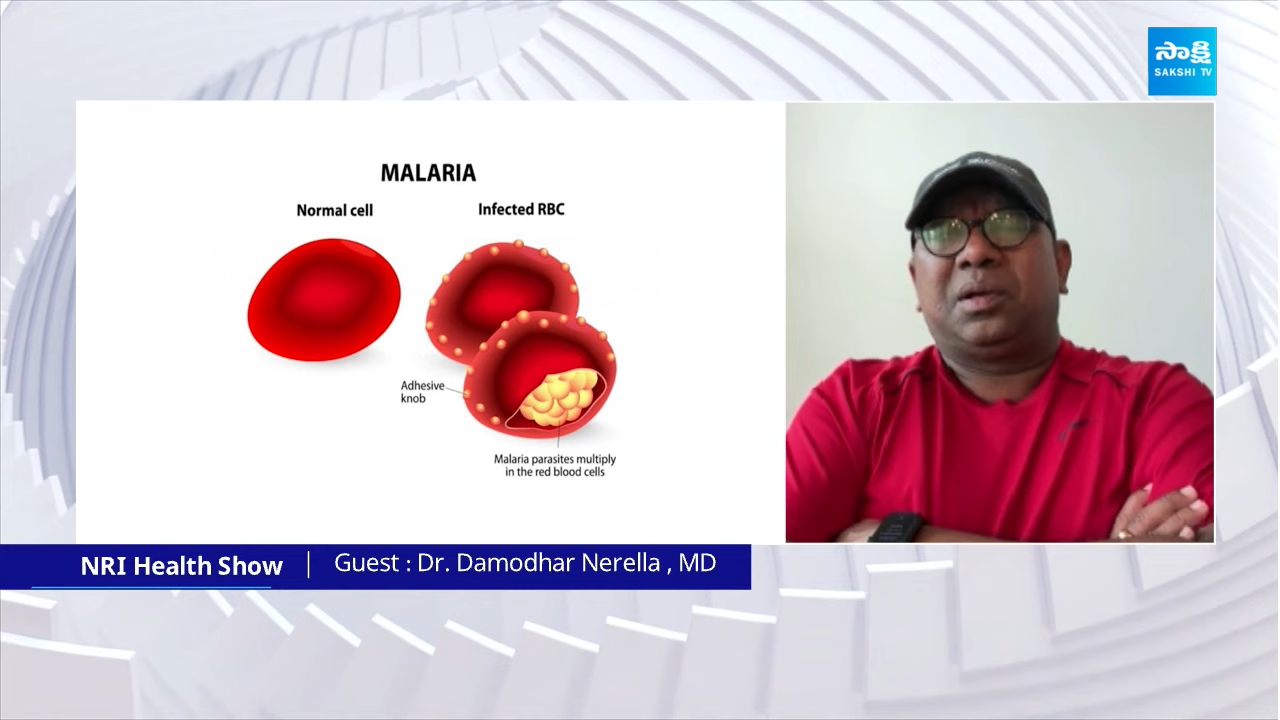 సాక్షి
SAKSHI TV
MALARIA
Normal cell
Infected RBC
Adhesive
knob
Malaria parasites multiply
in the red blood cells
NRI Health Show | Guest : Dr. Damodhar Nerella , MD